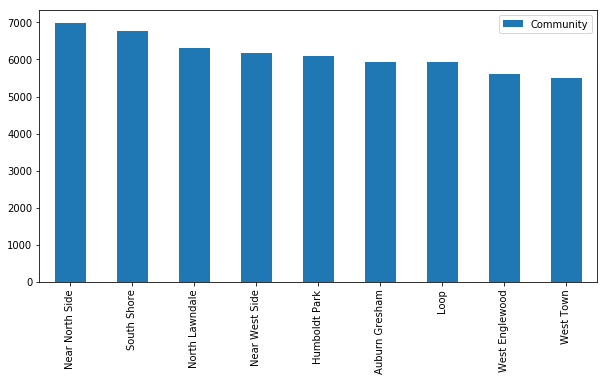 7000
6000
5000
4000
3000
2000
1000
0
Community
Near North Side
South Shore
North Lawndale
Near West Side
Humboldt Park
Auburn Gresham
Loop
West Englewood
West Town